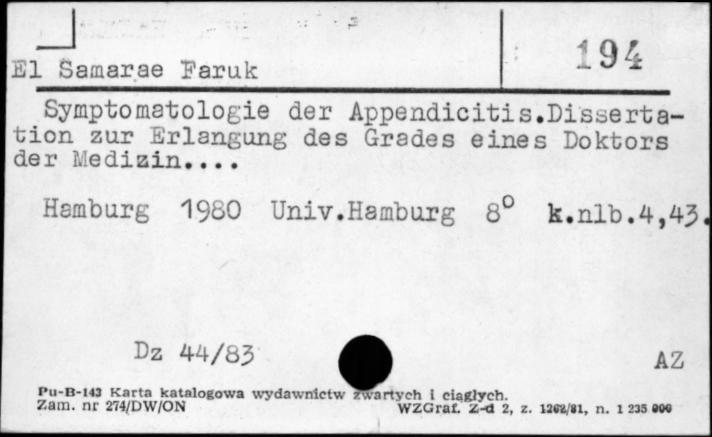 194
El Samarae Faruk
Symptomatologie der Appendicitis.Disserta-
tion zur Erlangung des Grades eines Doktors
der Medizin....
Hamburg 1980 Univ.Hamburg 8° k.nlb.4,43.
Dz 44/83
AZ
Pu-B-143 Karta katalogowa wydawnictw zwartych i ciągłych.
Zam. nr 274/DW/ON
WZGraf. Z-d 2, z. 1262/81, n. 1 235 000